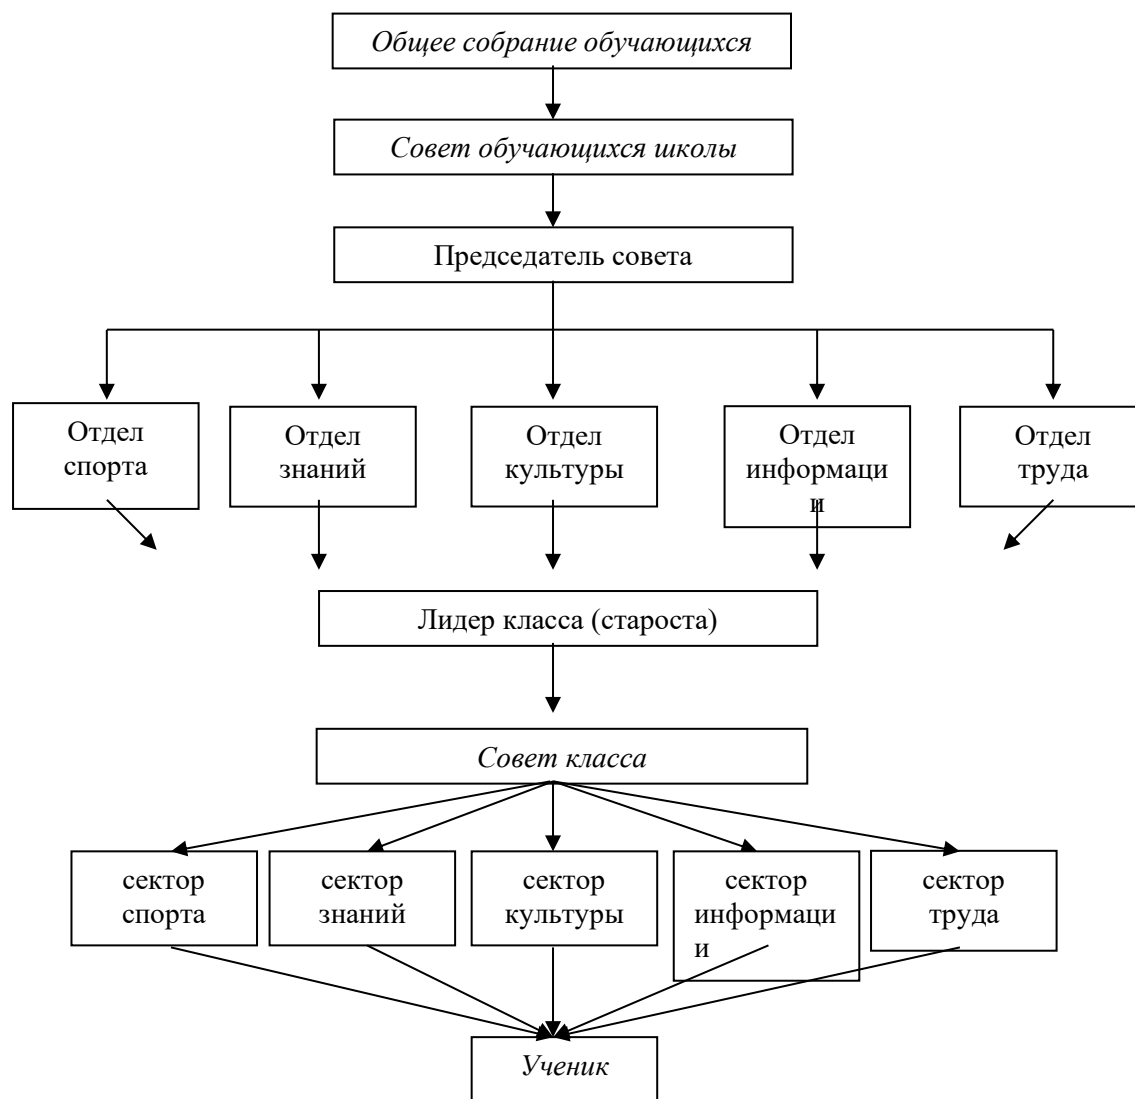 Общее собрание обучающихся
Совет обучающихся школы
Председатель совета
Отдел
спорта
Отдел
знаний
Отдел
культуры
Отдел
информаци
и
Отдел
труда
Лидер класса (староста)
Совет класса
сектор
спорта
сектор
знаний
сектор
культуры
сектор
информаци
и
сектор
труда
Ученик